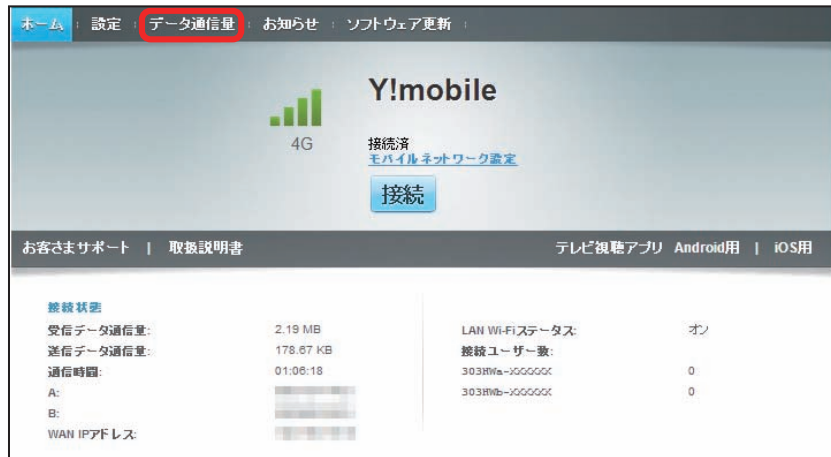 ホーム 設定 データ通信量 お知らせ ソフトウェア更新
Y!mobile
4G
接続済
モバイルネットワーク設定
接続
お客さまサポート | 取扱説明書 テレビ視聴アプリ Android用 | iOS用
接続状態
受信データ通信量: 2.19 MB
送信データ通信量: 178.67 KB
通信時間: 01:06:18
A:
B:
WAN IPアドレス:
LAN Wi-Fiステータス: オン
接続ユーザー数:
303HWa-XXXXXX 0
303HWb-XXXXXX 0